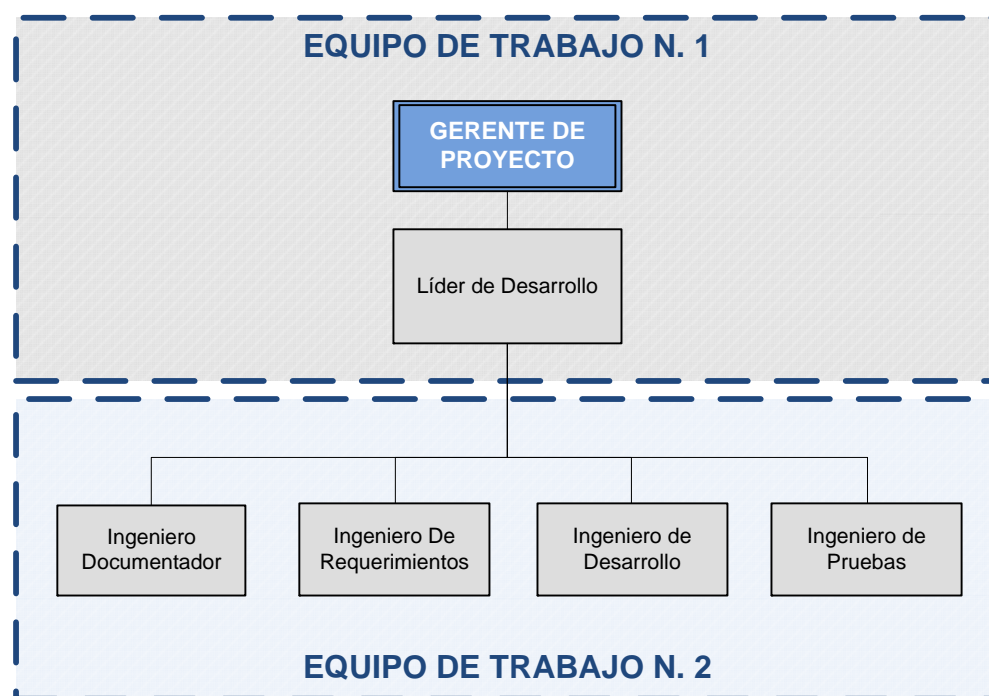 EQUIPO DE TRABAJO N. 1
GERENTE DE
PROYECTO
Líder de Desarrollo
Ingeniero
Documentador
Ingeniero De
Requerimientos
Ingeniero de
Desarrollo
Ingeniero de
Pruebas
EQUIPO DE TRABAJO N. 2